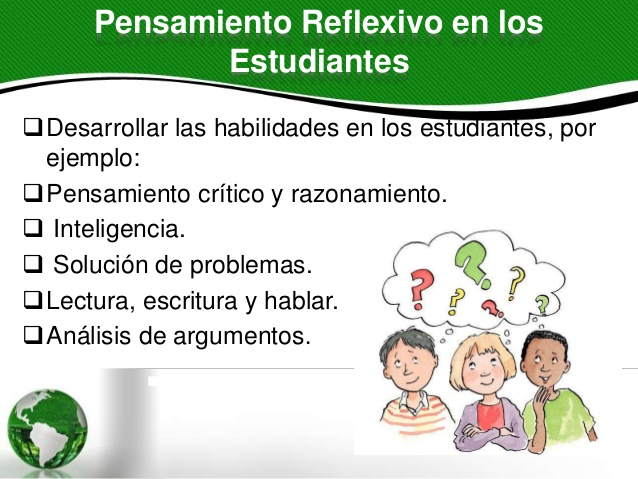 Pensamiento Reflexivo en los
Estudiantes
❑Desarrollar las habilidades en los estudiantes, por
ejemplo:
❑Pensamiento crítico y razonamiento.
❑ Inteligencia.
❑ Solución de problemas.
❑Lectura, escritura y hablar.
❑Análisis de argumentos.